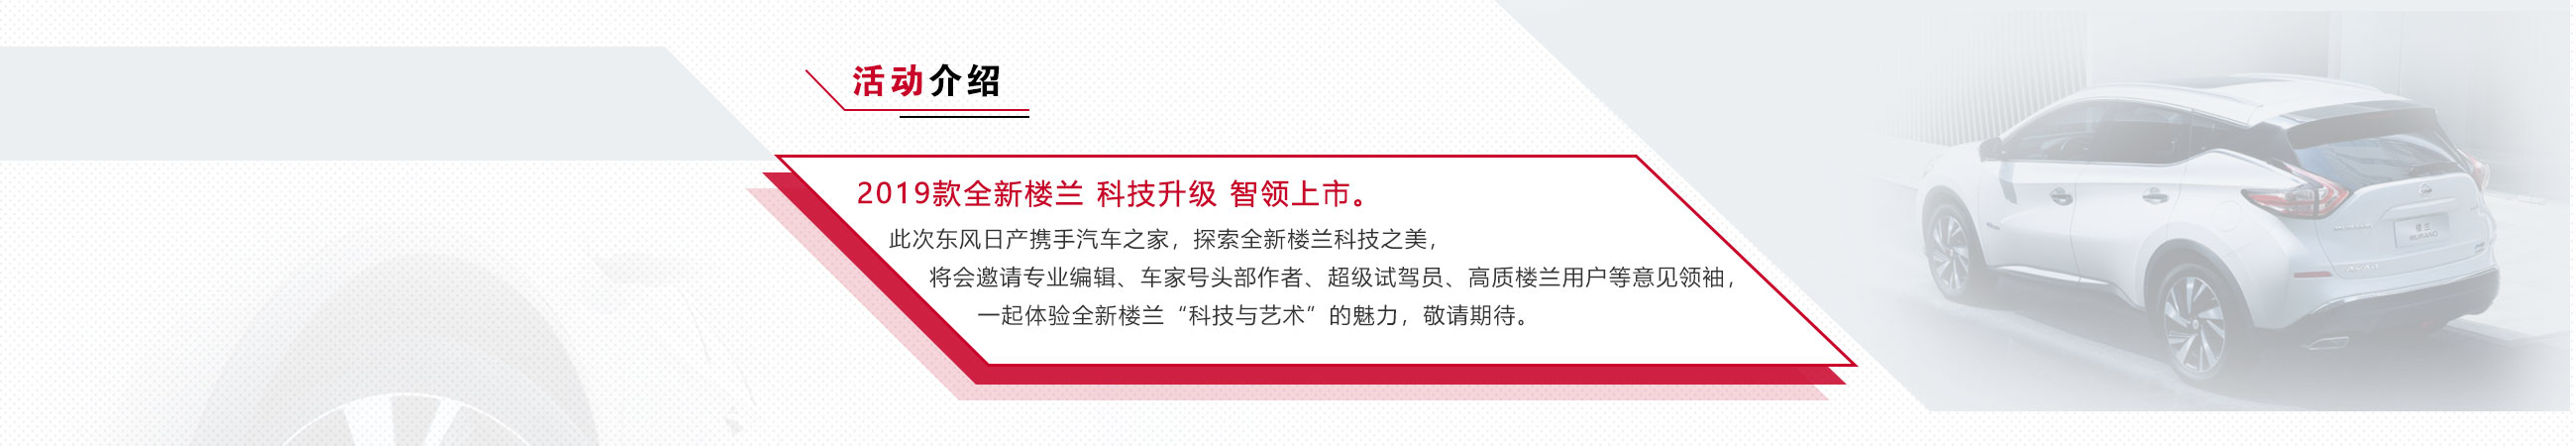 活动介绍
2019款全新楼兰 科技升级 智领上市。
此次东风日产携手汽车之家，探索全新楼兰科技之美，
将会邀请专业编辑、车家号头部作者、超级试驾员、高质楼兰用户等意见领袖，
一起体验全新楼兰“科技与艺术”的魅力，敬请期待。
楼兰
MURANO